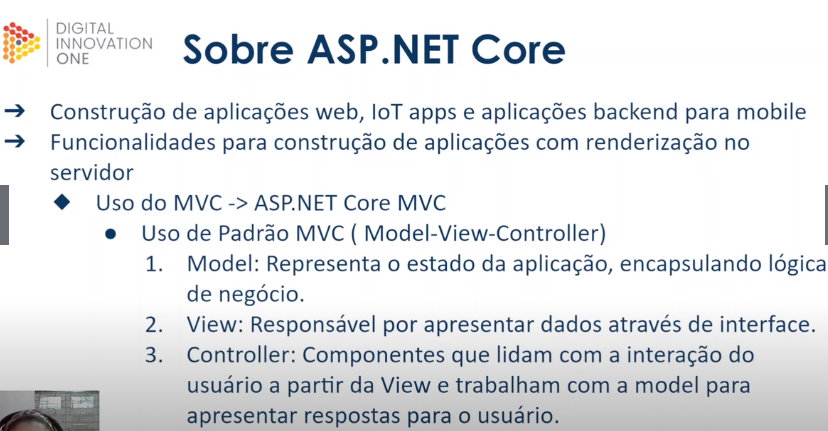 DIGITAL
INNOVATION
ONE
Sobre ASP.NET Core
➔ Construção de aplicações web, IoT apps e aplicações backend para mobile
➔ Funcionalidades para construção de aplicações com renderização no
servidor
◆ Uso do MVC -> ASP.NET Core MVC
● Uso de Padrão MVC ( Model-View-Controller)
1. Model: Representa o estado da aplicação, encapsulando lógica
de negócio.
2. View: Responsável por apresentar dados através de interface.
3. Controller: Componentes que lidam com a interação do
usuário a partir da View e trabalham com a model para
apresentar respostas para o usuário.